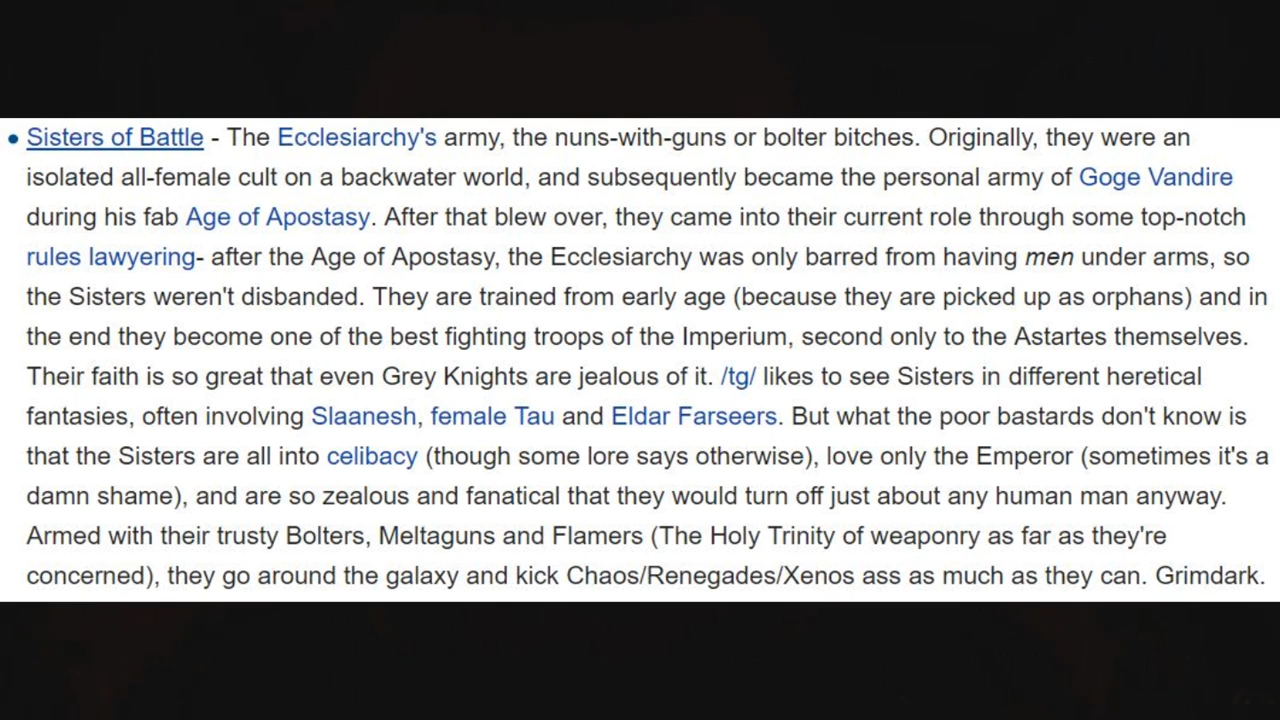 • Sisters of Battle - The Ecclesiarchy's army, the nuns-with-guns or bolter bitches. Originally, they were an
isolated all-female cult on a backwater world, and subsequently became the personal army of Goge Vandire
during his fab Age of Apostasy. After that blew over, they came into their current role through some top-notch
rules lawyering- after the Age of Apostasy, the Ecclesiarchy was only barred from having men under arms, so
the Sisters weren't disbanded. They are trained from early age (because they are picked up as orphans) and in
the end they become one of the best fighting troops of the Imperium, second only to the Astartes themselves.
Their faith is so great that even Grey Knights are jealous of it. /tg/ likes to see Sisters in different heretical
fantasies, often involving Slaanesh, female Tau and Eldar Farseers. But what the poor bastards don't know is
that the Sisters are all into celibacy (though some lore says otherwise), love only the Emperor (sometimes it's a
damn shame), and are so zealous and fanatical that they would turn off just about any human man anyway.
Armed with their trusty Bolters, Meltaguns and Flamers (The Holy Trinity of weaponry as far as they're
concerned), they go around the galaxy and kick Chaos/Renegades/Xenos ass as much as they can. Grimdark.